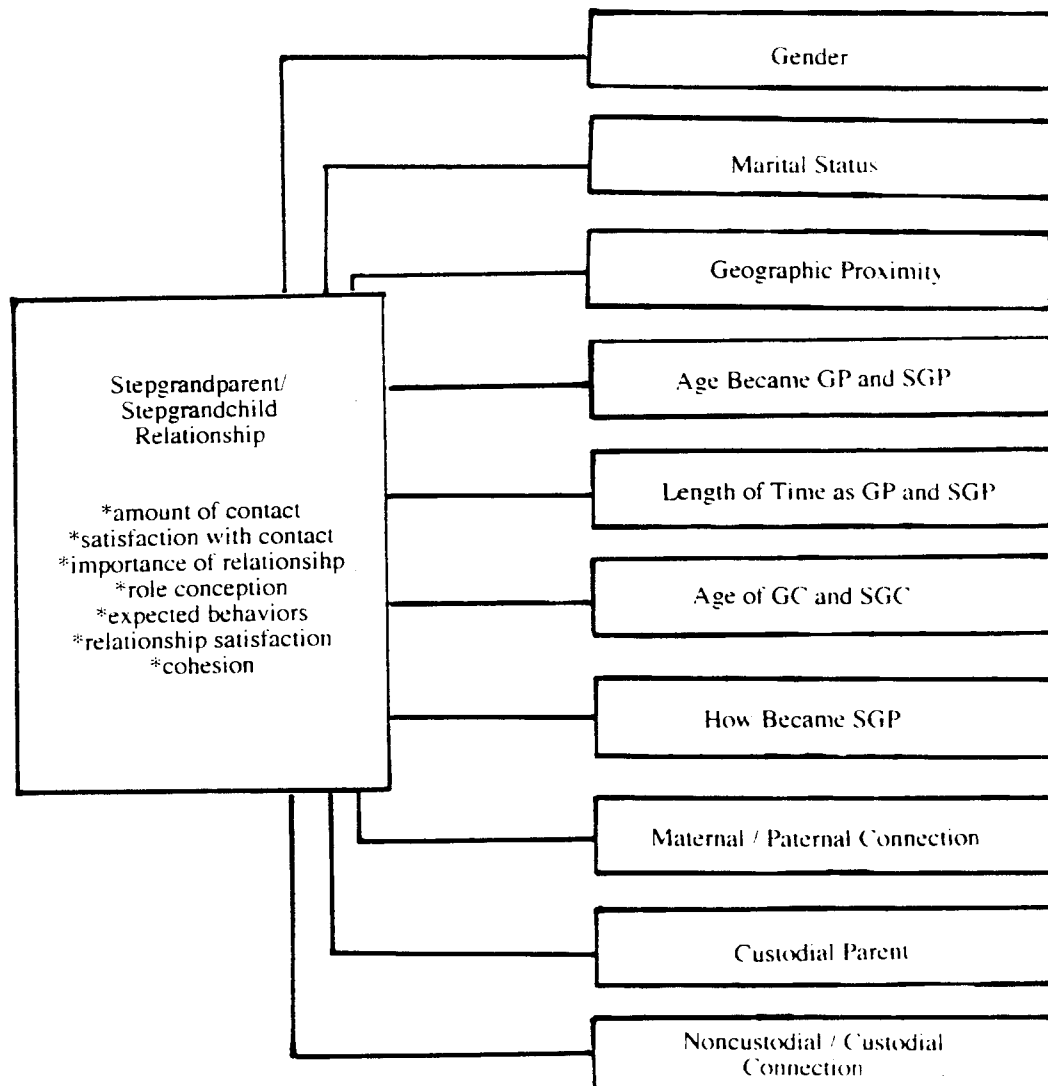 Gender
Marital Status
Geographic Proximity
Stepgrandparent/
Stepgrandchild
Relationship
*amount of contact
*satisfaction with contact
*importance of relationsihp
*role conception
*expected behaviors
*relationship satisfaction
*cohesion
Age Became GP and SGP
Length of Time as GP and SGP
Age of GC and SGC
How Became SGP
Maternal / Paternal Connection
Custodial Parent
Noncustodial / Custodial
Connection